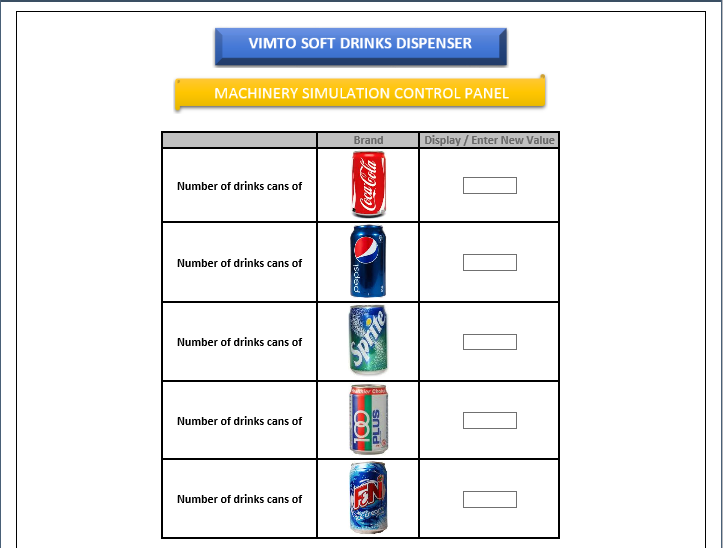 VIMTO SOFT DRINKS DISPENSER
MACHINERY SIMULATION CONTROL PANEL
Brand Display / Enter New Value
Number of drinks cans of
Coca-Cola
Number of drinks cans of
pepsi
Number of drinks cans of
Sprite
Number of drinks cans of
100
PLUS
Number of drinks cans of
F&N